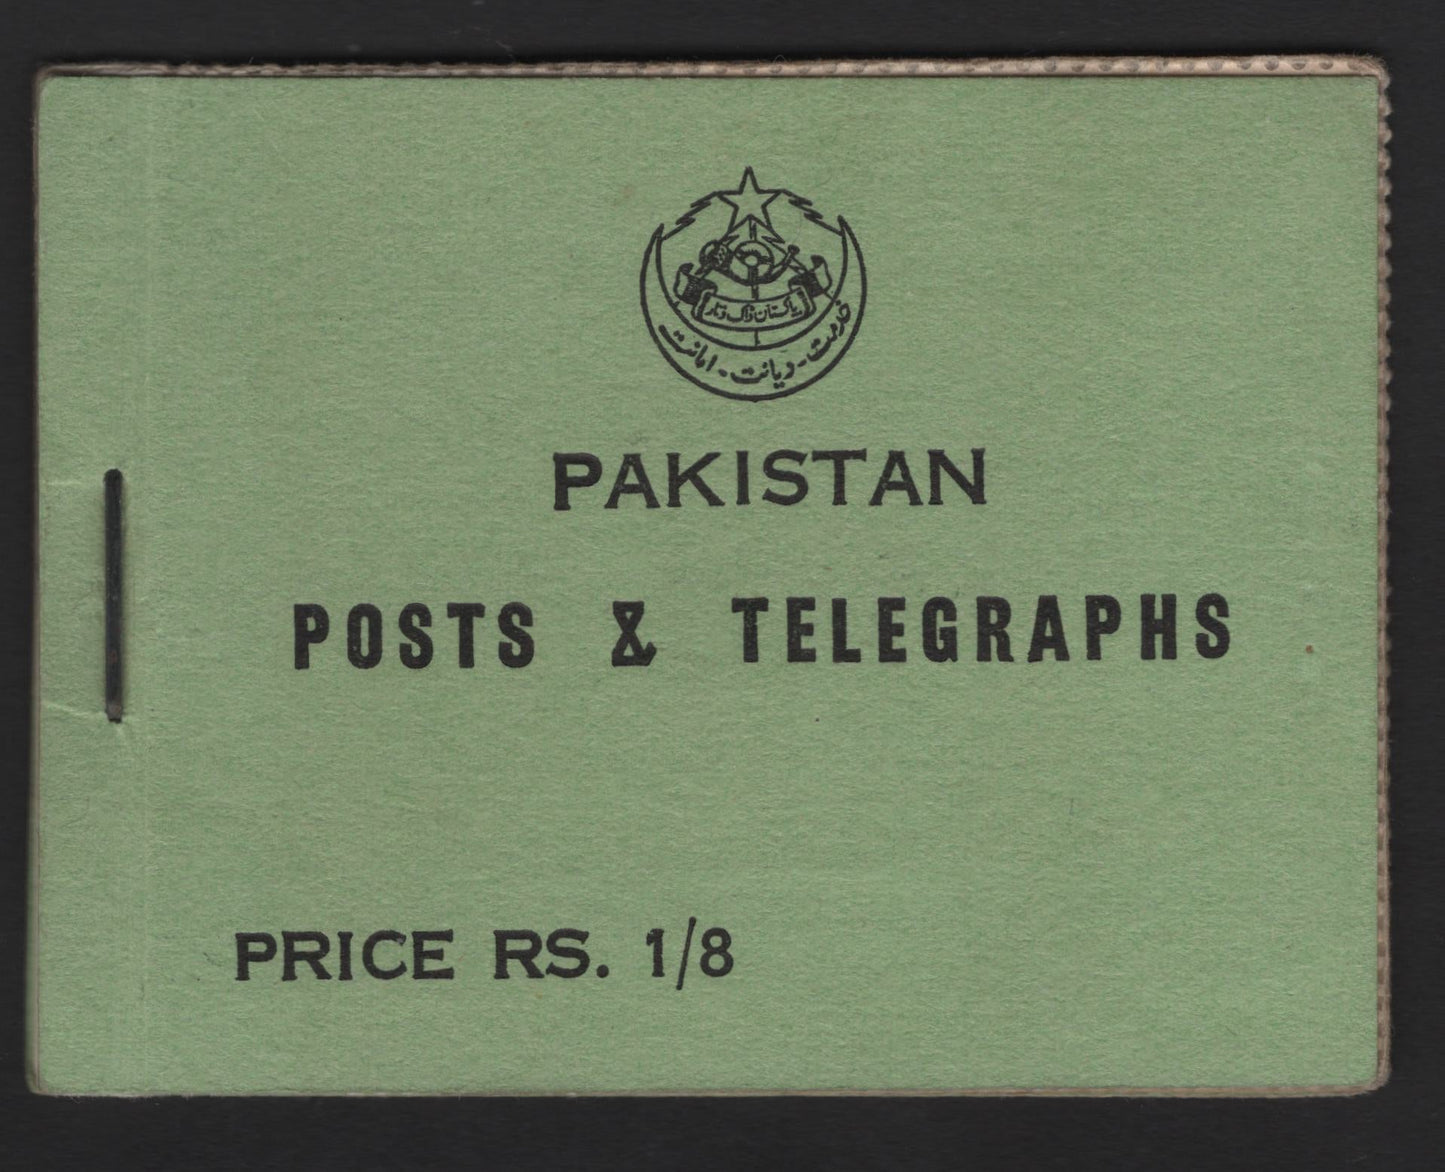 پاکستان ڈاک و تار
خدمت - دیانت - امانت
PAKISTAN
POSTS & TELEGRAPHS
PRICE RS. 1/8